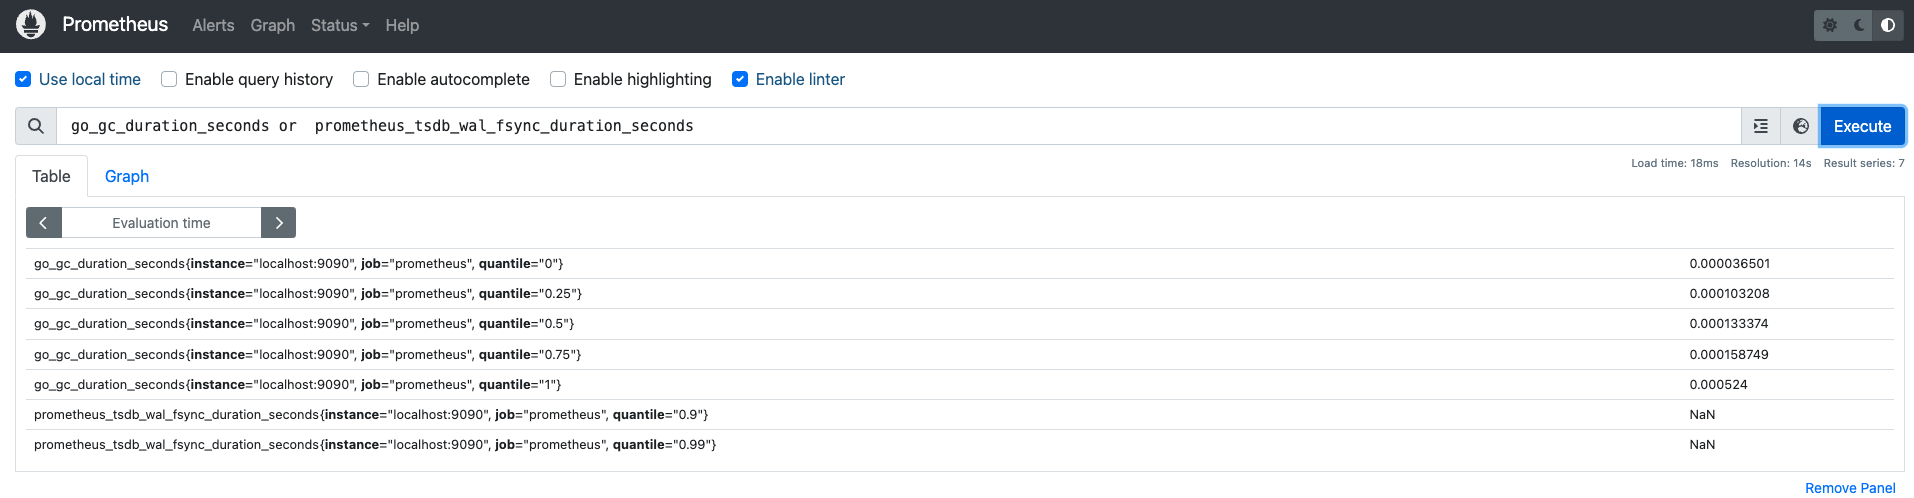 Prometheus Alerts Graph Status Help
Use local time Enable query history Enable autocomplete Enable highlighting Enable linter
go_gc_duration_seconds or  prometheus_tsdb_wal_fsync_duration_seconds Execute
Load time: 18ms Resolution: 14s Result series: 7
Table Graph
Evaluation time
go_gc_duration_seconds{instance="localhost:9090", job="prometheus", quantile="0"} 0.000036501
go_gc_duration_seconds{instance="localhost:9090", job="prometheus", quantile="0.25"} 0.000103208
go_gc_duration_seconds{instance="localhost:9090", job="prometheus", quantile="0.5"} 0.000133374
go_gc_duration_seconds{instance="localhost:9090", job="prometheus", quantile="0.75"} 0.000158749
go_gc_duration_seconds{instance="localhost:9090", job="prometheus", quantile="1"} 0.000524
prometheus_tsdb_wal_fsync_duration_seconds{instance="localhost:9090", job="prometheus", quantile="0.9"} NaN
prometheus_tsdb_wal_fsync_duration_seconds{instance="localhost:9090", job="prometheus", quantile="0.99"} NaN
Remove Panel